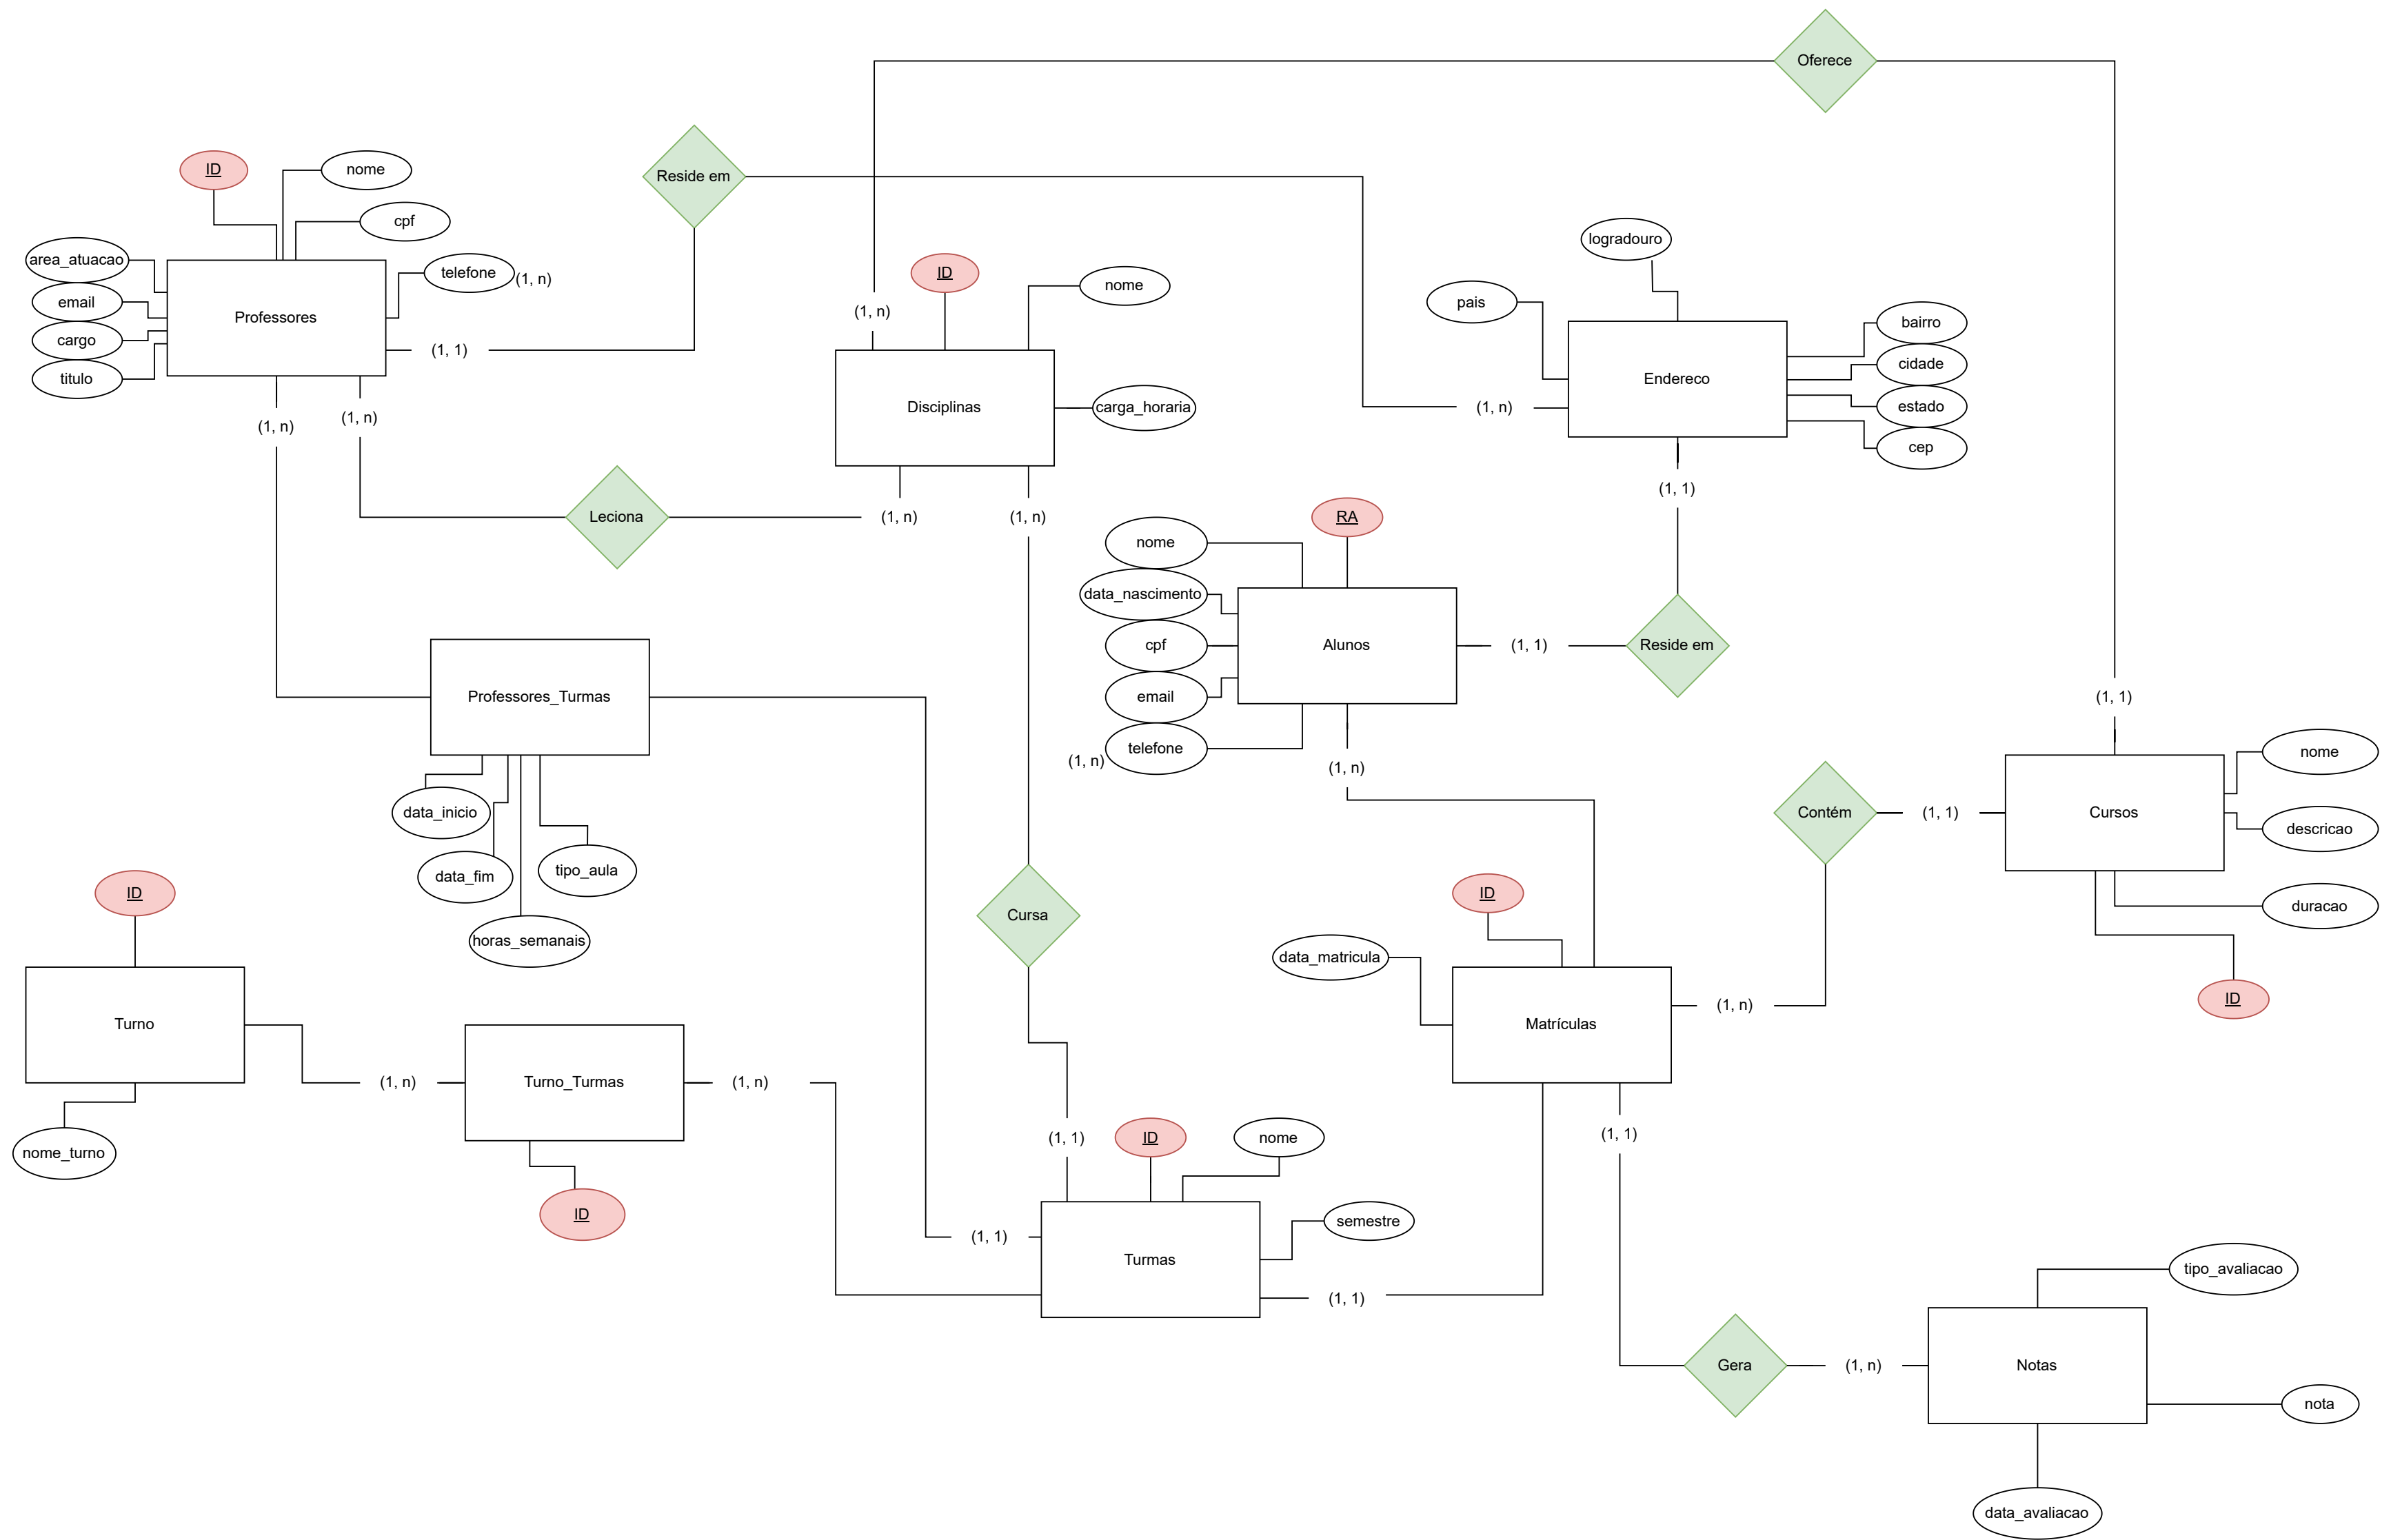 Oferece
ID
nome
cpf
telefone
(1, n)
area_atuacao
email
cargo
titulo
Professores
(1, 1)
(1, n)
(1, n)
Reside em
ID
nome
(1, n)
Disciplinas
carga_horaria
(1, n)
(1, n)
Leciona
logradouro
pais
bairro
cidade
estado
cep
Endereco
(1, n)
(1, 1)
RA
nome
data_nascimento
cpf
email
telefone
(1, n)
Alunos
(1, 1)
Reside em
(1, n)
Professores_Turmas
data_inicio
data_fim
tipo_aula
horas_semanais
(1, 1)
nome
descricao
duracao
Cursos
ID
Contém
(1, 1)
Cursa
ID
data_matricula
Matrículas
(1, n)
ID
Turno
nome_turno
(1, n)
Turno_Turmas
(1, n)
ID
(1, 1)
ID
nome
semestre
(1, 1)
Turmas
(1, 1)
(1, 1)
Gera
(1, n)
tipo_avaliacao
Notas
nota
data_avaliacao